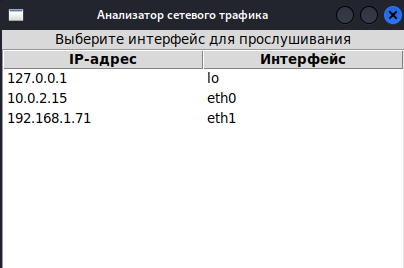 Анализатор сетевого трафика
Выберите интерфейс для прослушивания
IP-адрес Интерфейс
127.0.0.1 lo
10.0.2.15 eth0
192.168.1.71 eth1